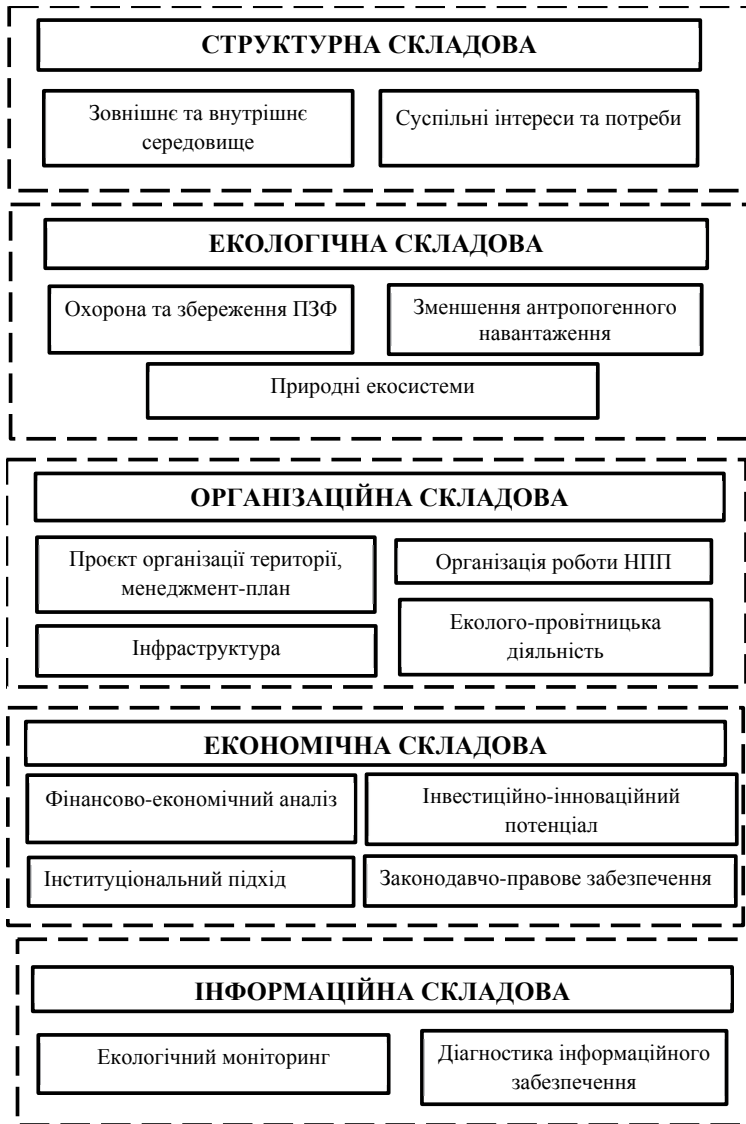 СТРУКТУРНА СКЛАДОВА
Зовнішнє та внутрішнє
середовище
Суспільні інтереси та потреби
ЕКОЛОГІЧНА СКЛАДОВА
Охорона та збереження ПЗФ
Зменшення антропогенного
навантаження
Природні екосистеми
ОРГАНІЗАЦІЙНА СКЛАДОВА
Проєкт організації території,
менеджмент-план
Організація роботи НПП
Інфраструктура
Еколого-провітницька
діяльність
ЕКОНОМІЧНА СКЛАДОВА
Фінансово-економічний аналіз
Інвестиційно-інноваційний
потенціал
Інституціональний підхід
Законодавчо-правове забезпечення
ІНФОРМАЦІЙНА СКЛАДОВА
Екологічний моніторинг
Діагностика інформаційного
забезпечення